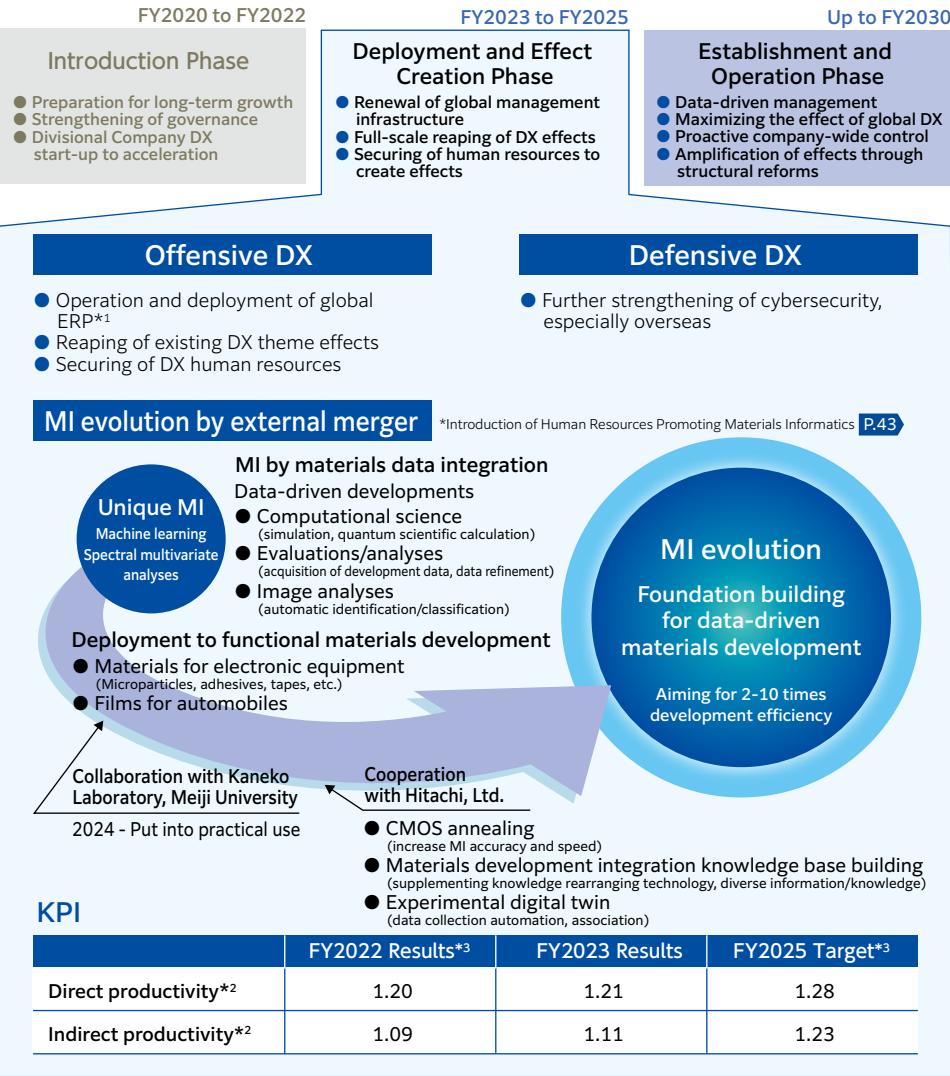 FY2020 to FY2022
Introduction Phase
● Preparation for long-term growth
● Strengthening of governance
● Divisional Company DX
start-up to acceleration
FY2023 to FY2025
Deployment and Effect
Creation Phase
● Renewal of global management
infrastructure
● Full-scale reaping of DX effects
● Securing of human resources to
create effects
Up to FY2030
Establishment and
Operation Phase
● Data-driven management
● Maximizing the effect of global DX
● Proactive company-wide control
● Amplification of effects through
structural reforms
Offensive DX
● Operation and deployment of global
ERP*1
● Reaping of existing DX theme effects
● Securing of DX human resources
Defensive DX
● Further strengthening of cybersecurity,
especially overseas
MI evolution by external merger
*Introduction of Human Resources Promoting Materials Informatics P.43
Unique MI
Machine learning
Spectral multivariate
analyses
MI by materials data integration
Data-driven developments
● Computational science
(simulation, quantum scientific calculation)
● Evaluations/analyses
(acquisition of development data, data refinement)
● Image analyses
(automatic identification/classification)
Deployment to functional materials development
● Materials for electronic equipment
(Microparticles, adhesives, tapes, etc.)
● Films for automobiles
MI evolution
Foundation building
for data-driven
materials development
Aiming for 2-10 times
development efficiency
Collaboration with Kaneko
Laboratory, Meiji University
2024 - Put into practical use
Cooperation
with Hitachi, Ltd.
● CMOS annealing
(increase MI accuracy and speed)
● Materials development integration knowledge base building
(supplementing knowledge rearranging technology, diverse information/knowledge)
● Experimental digital twin
(data collection automation, association)
KPI
FY2022 Results*3 FY2023 Results FY2025 Target*3
Direct productivity*2 1.20 1.21 1.28
Indirect productivity*2 1.09 1.11 1.23